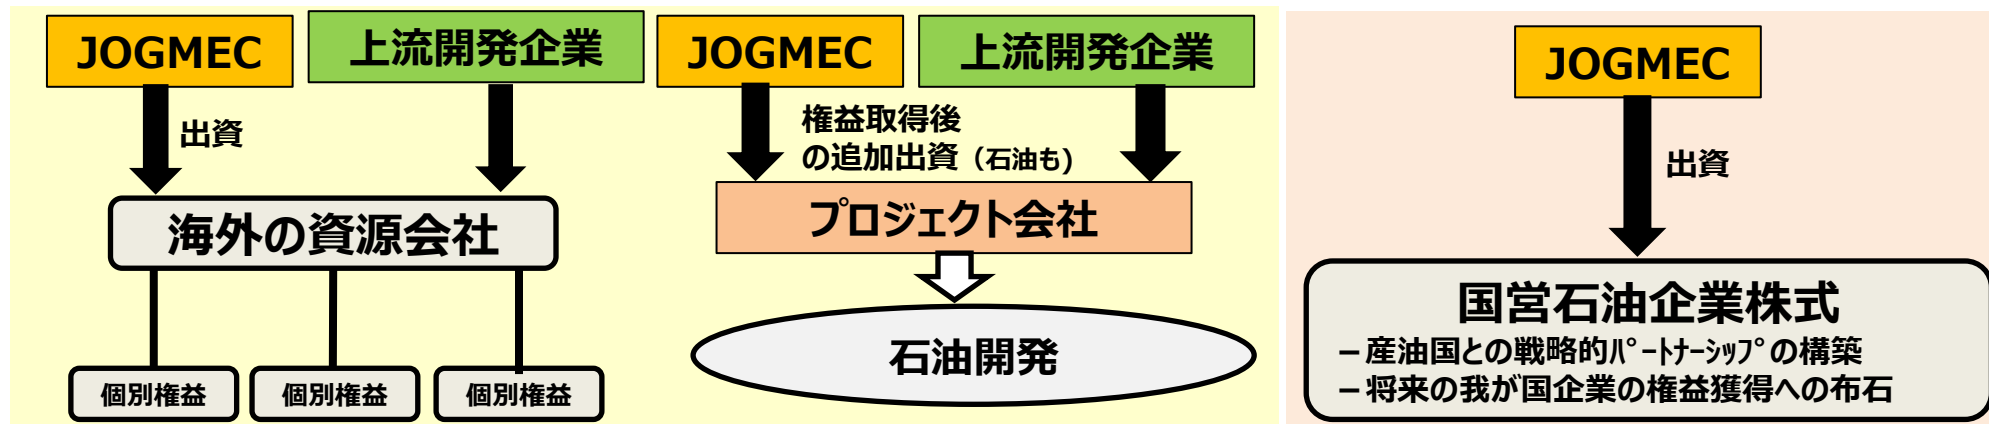 JOGMEC
上流開発企業
出資
海外の資源会社
個別権益
個別権益
個別権益
JOGMEC
上流開発企業
権益取得後
の追加出資（石油も)
プロジェクト会社
石油開発
JOGMEC
出資
国営石油企業株式
－産油国との戦略的ﾊﾟｰﾄﾅｰｼｯﾌﾟの構築
－将来の我が国企業の権益獲得への布石